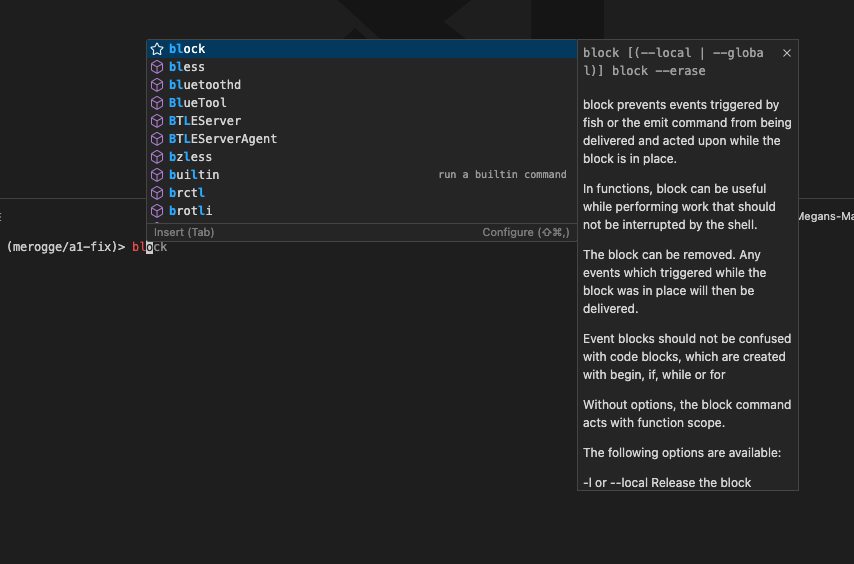 block
bless
bluetoothd
BlueTool
BTLEServer
BTLEServerAgent
bzless
builtin run a builtin command
brctl
brotli
Insert (Tab) Configure (⇧⌘,)
block [(--local | --globa
l)] block --erase
block prevents events triggered by
fish or the emit command from being
delivered and acted upon while the
block is in place.
In functions, block can be useful
while performing work that should
not be interrupted by the shell.
The block can be removed. Any
events which triggered while the
block was in place will then be
delivered.
Event blocks should not be confused
with code blocks, which are created
with begin, if, while or for
Without options, the block command
acts with function scope.
The following options are available:
-l or --local Release the block
Megans-Ma
(merogge/a1-fix)> block